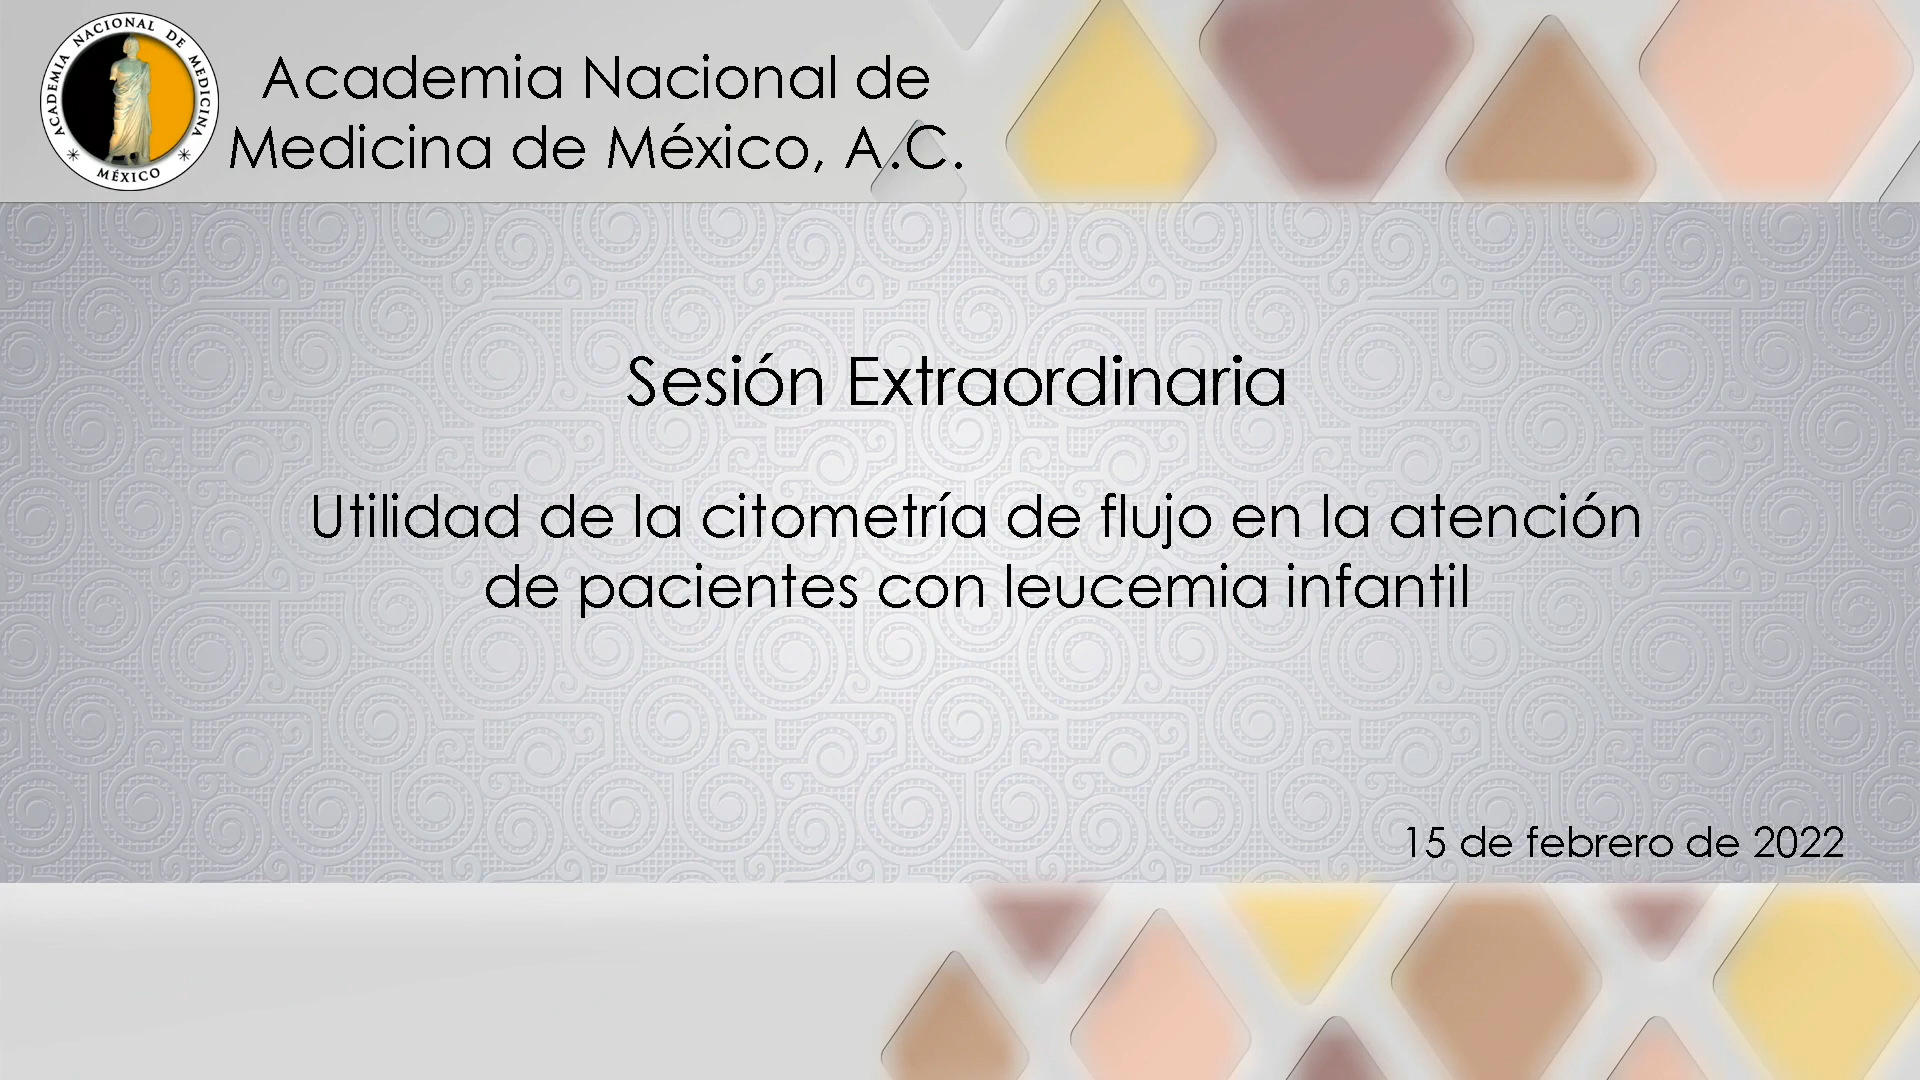 ACADEMIA NACIONAL DE MEDICINA
MÉXICO
Academia Nacional de
Medicina de México, A.C.
Sesión Extraordinaria
Utilidad de la citometría de flujo en la atención
de pacientes con leucemia infantil
15 de febrero de 2022